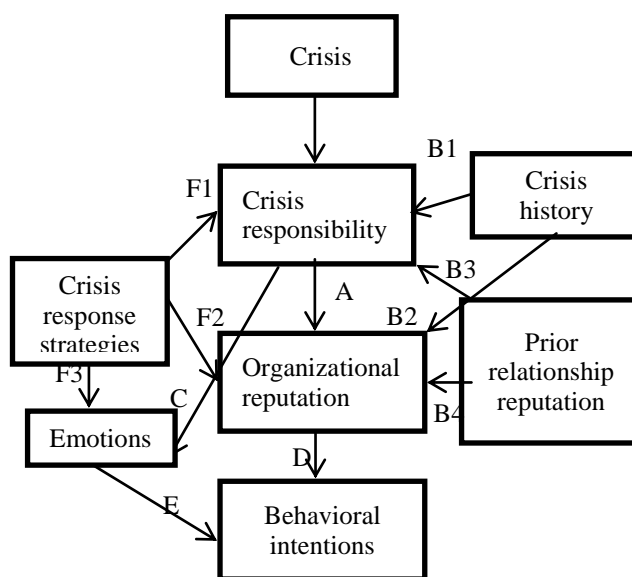 Crisis
B1
F1
Crisis
responsibility
Crisis
history
B3
Crisis
response
strategies
A
F2
B2
Organizational
reputation
Prior
relationship
reputation
F3
C
B4
Emotions
D
E
Behavioral
intentions